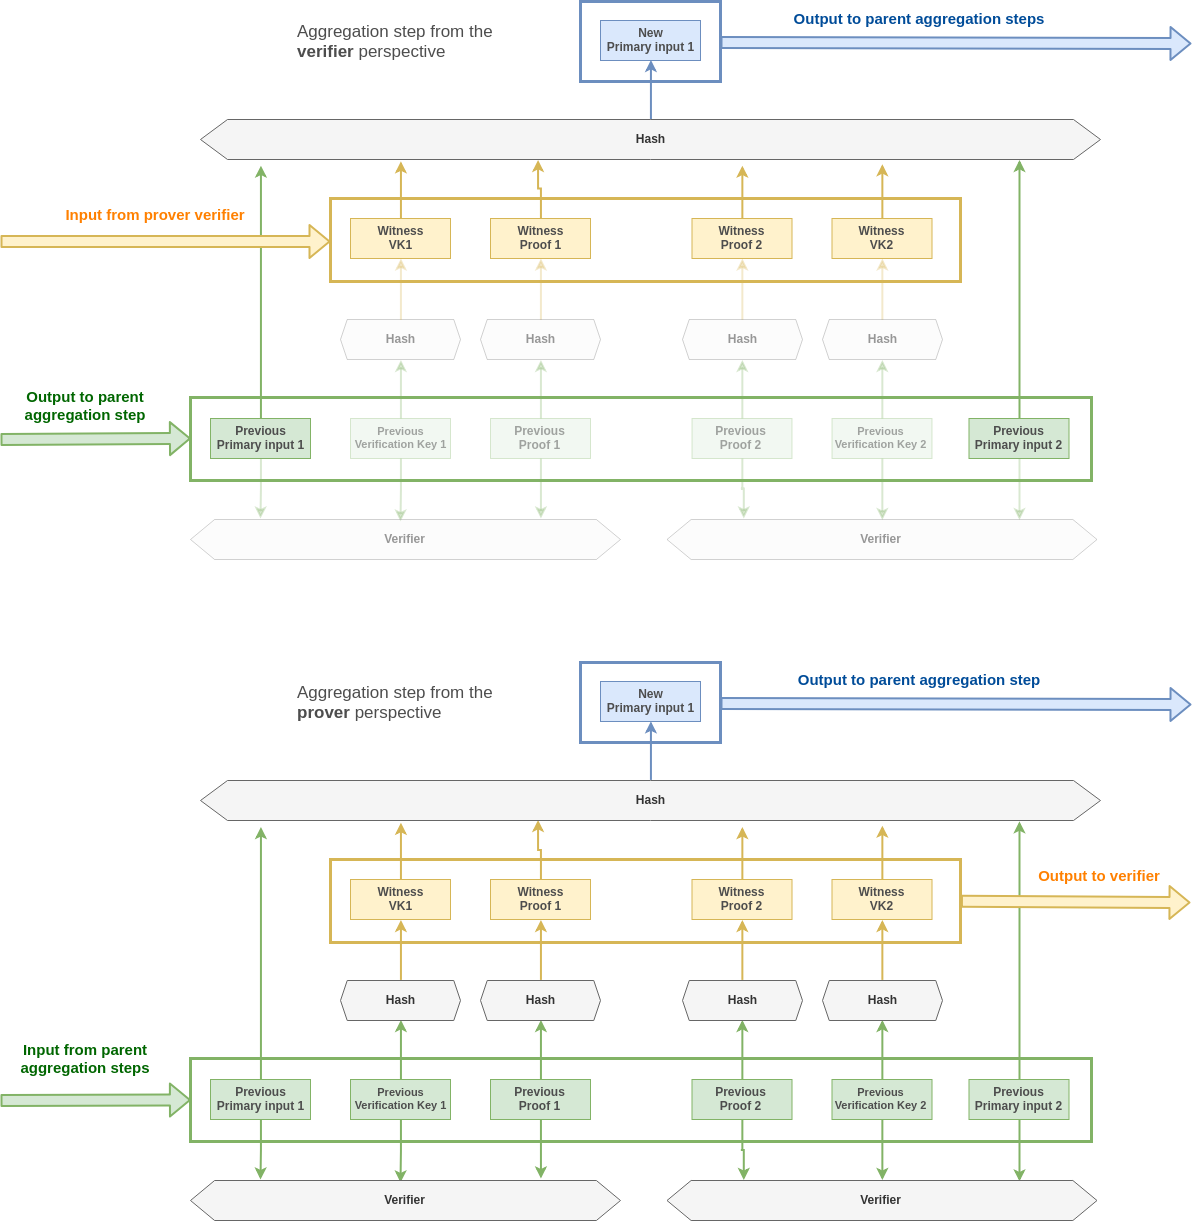 Aggregation step from the
verifier perspective
New
Primary input 1
Output to parent aggregation steps
Hash
Input from prover verifier
Witness
VK1
Witness
Proof 1
Witness
Proof 2
Witness
VK2
Hash
Hash
Hash
Hash
Output to parent
aggregation step
Previous
Primary input 1
Previous
Verification Key 1
Previous
Proof 1
Previous
Proof 2
Previous
Verification Key 2
Previous
Primary input 2
Verifier
Verifier
Aggregation step from the
prover perspective
New
Primary input 1
Output to parent aggregation step
Hash
Witness
VK1
Witness
Proof 1
Witness
Proof 2
Witness
VK2
Output to verifier
Hash
Hash
Hash
Hash
Input from parent
aggregation steps
Previous
Primary input 1
Previous
Verification Key 1
Previous
Proof 1
Previous
Proof 2
Previous
Verification Key 2
Previous
Primary input 2
Verifier
Verifier